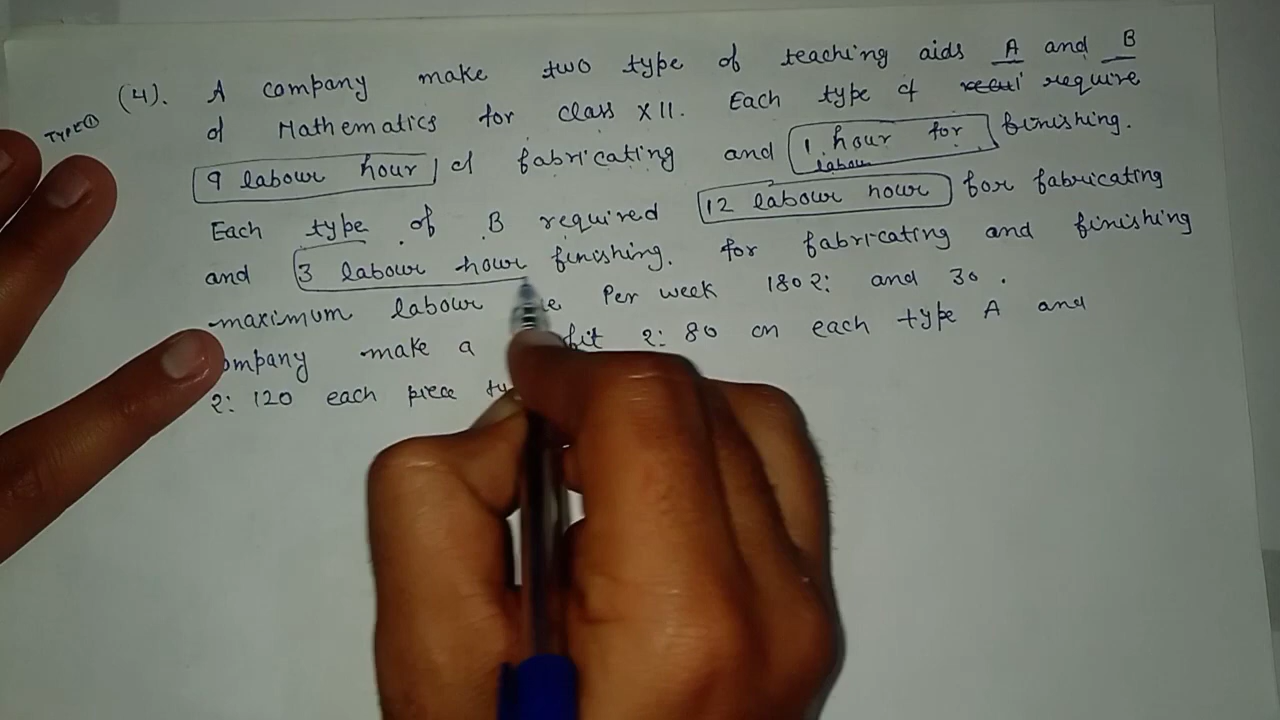 TYPE①
(4). A company make two type of teaching aids A and B
of Mathematics for class XII. Each type of require
9 labour hour of fabricating and 1 hour for finishing.
labour
Each type of B required 12 labour hour for fabricating
and 3 labour hour finishing. for fabricating and finishing
maximum labour Per week 180 and 30.
make a 80 on each type A and
120 each piece